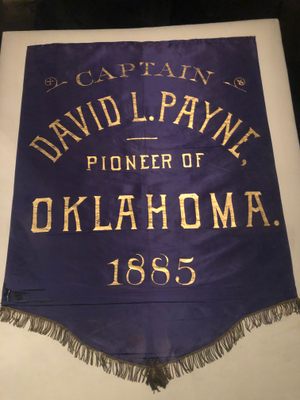 CAPTAIN
DAVID L. PAYNE,
PIONEER OF
OKLAHOMA.
1885